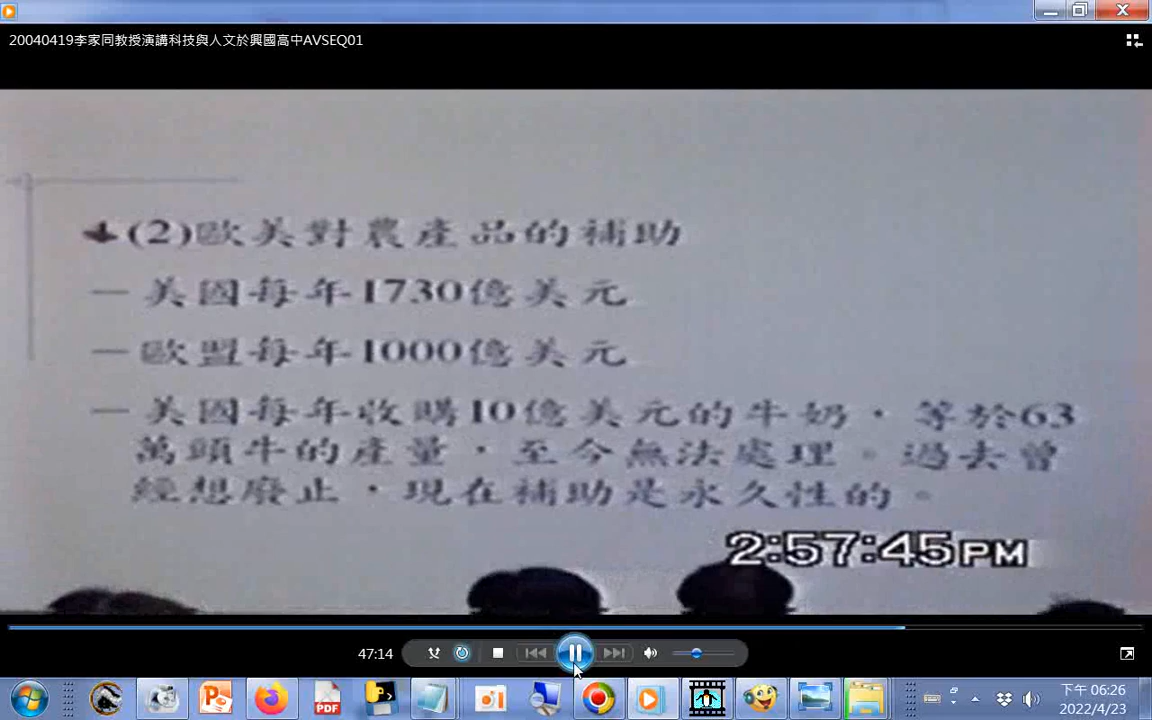 20040419李家同教授演講科技與人文於興國高中AVSEQ01
(2)歐美對農產品的補助
一 美國每年1730億美元
一 歐盟每年1000億美元
一 美國每年收購10億美元的牛奶，等於63
萬頭牛的產量，至今無法處理。過去曾
經想廢止，現在補助是永久性的。
2:57:45PM
47:14
PDF
下午 06:26
2022/4/23